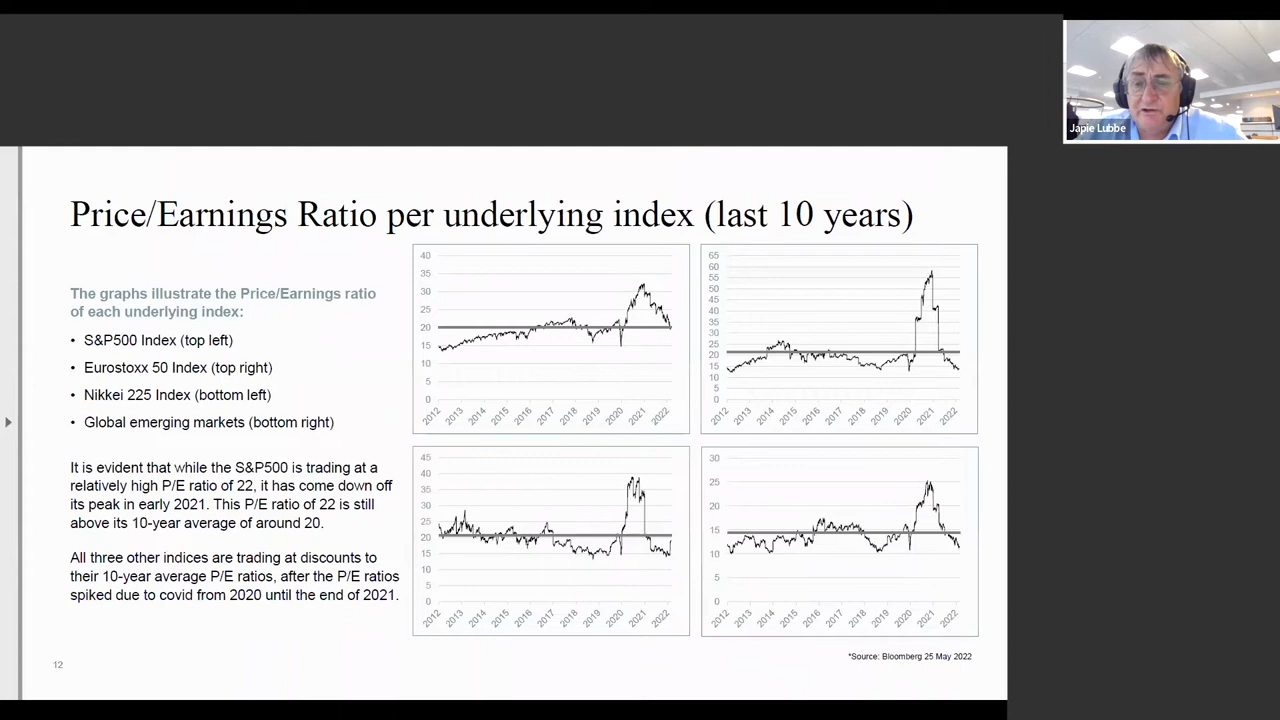 Japie Lubbe
Price/Earnings Ratio per underlying index (last 10 years)
The graphs illustrate the Price/Earnings ratio
of each underlying index:
• S&P500 Index (top left)
• Eurostoxx 50 Index (top right)
• Nikkei 225 Index (bottom left)
• Global emerging markets (bottom right)
It is evident that while the S&P500 is trading at a
relatively high P/E ratio of 22, it has come down off
its peak in early 2021. This P/E ratio of 22 is still
above its 10-year average of around 20.
All three other indices are trading at discounts to
their 10-year average P/E ratios, after the P/E ratios
spiked due to covid from 2020 until the end of 2021.
40
35
30
25
20
15
10
5
0
2012 2013 2014 2015 2016 2017 2018 2019 2020 2021 2022
65
60
55
50
45
40
35
30
25
20
15
10
5
0
2012 2013 2014 2015 2016 2017 2018 2019 2020 2021 2022
45
40
35
30
25
20
15
10
5
0
2012 2013 2014 2015 2016 2017 2018 2019 2020 2021 2022
30
25
20
15
10
5
0
2012 2013 2014 2015 2016 2017 2018 2019 2020 2021 2022
*Source: Bloomberg 25 May 2022
12